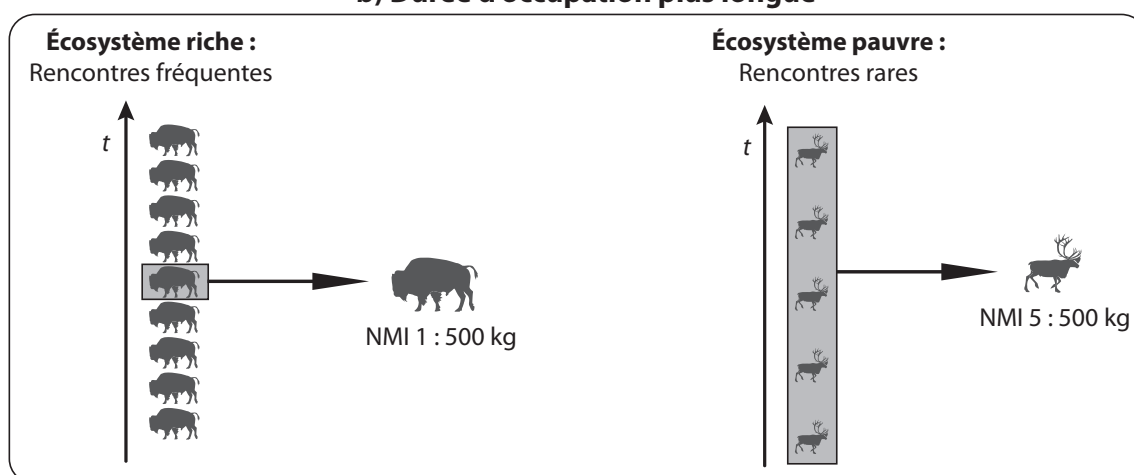 b) Durée d'occupation plus longue
Écosystème riche :
Rencontres fréquentes
t
NMI 1 : 500 kg
Écosystème pauvre :
Rencontres rares
t
NMI 5 : 500 kg